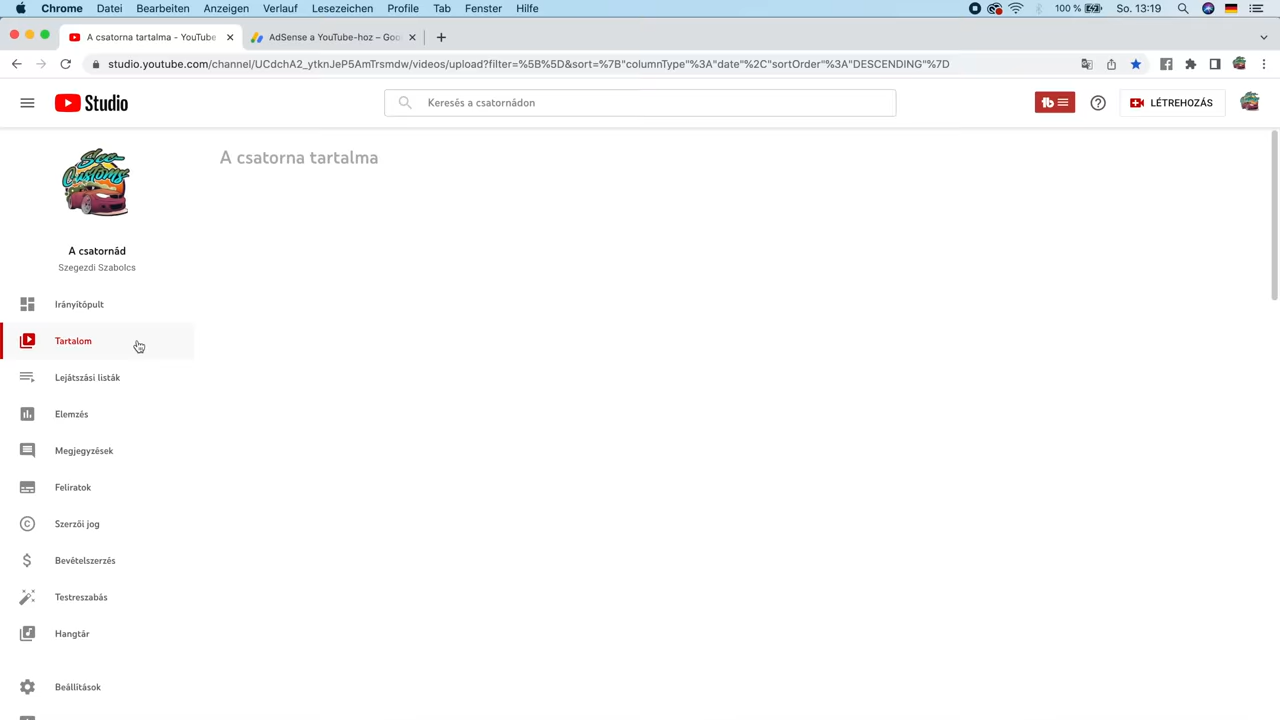 Chrome Datei Bearbeiten Anzeigen Verlauf Lesezeichen Profile Tab Fenster Hilfe 100 % So. 13:19
A csatorna tartalma - YouTube AdSense a YouTube-hoz – Goo
studio.youtube.com/channel/UCdchA2_ytknJeP5AmTrsmdw/videos/upload?filter=%5B%5D&sort=%7B"columnType"%3A"date"%2C"sortOrder"%3A"DESCENDING"%7D
Studio Keresés a csatornádon tb LÉTREHOZÁS
A csatorna tartalma
See
Customs
A csatornád
Szegezdi Szabolcs
Irányítópult
Tartalom
Lejátszási listák
Elemzés
Megjegyzések
Feliratok
Szerzői jog
Bevételszerzés
Testreszabás
Hangtár
Beállítások